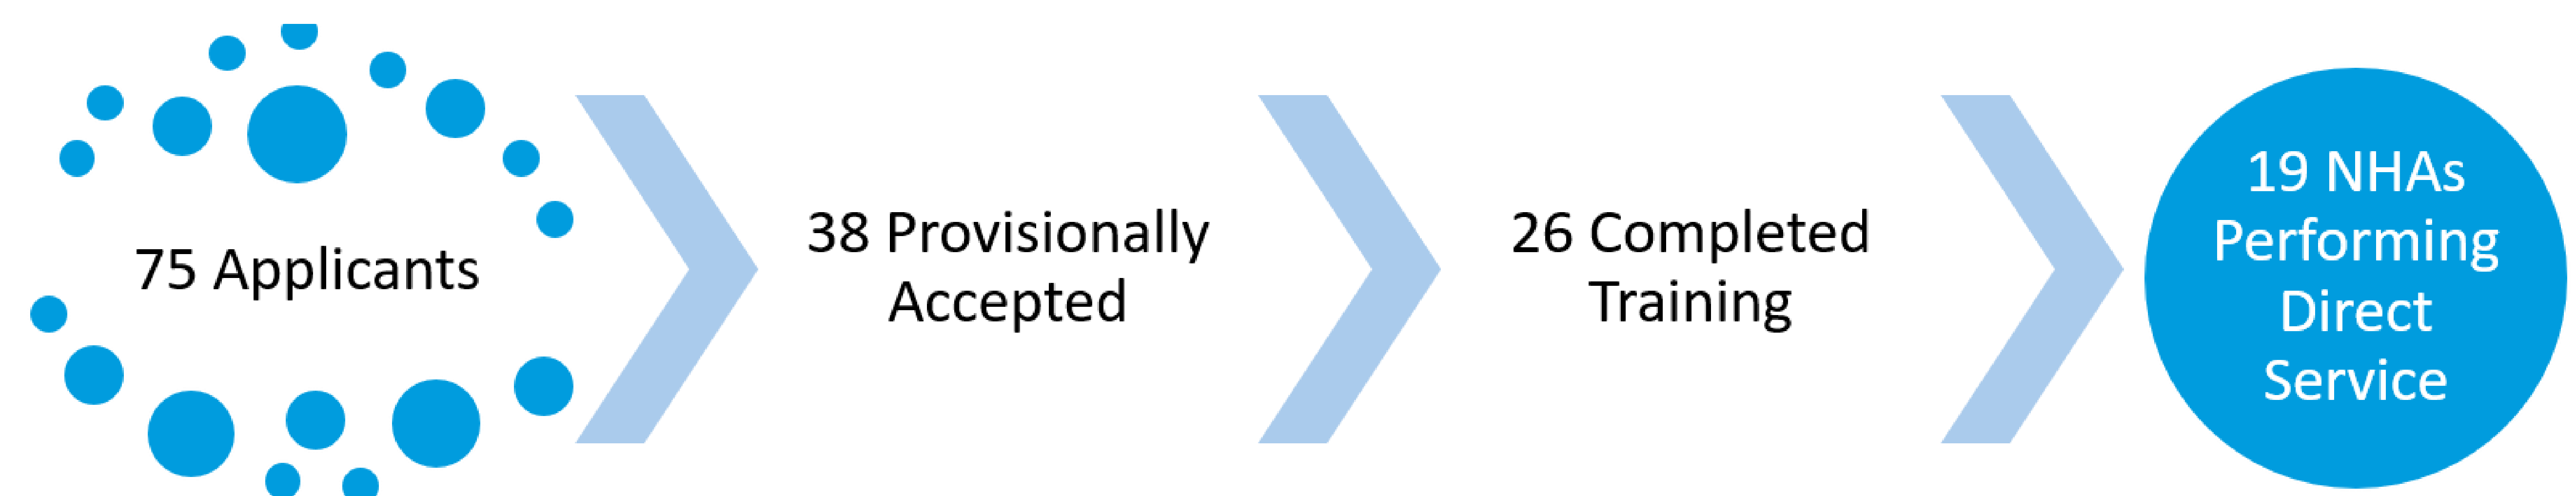 75 Applicants
38 Provisionally
Accepted
26 Completed
Training
19 NHAs
Performing
Direct
Service